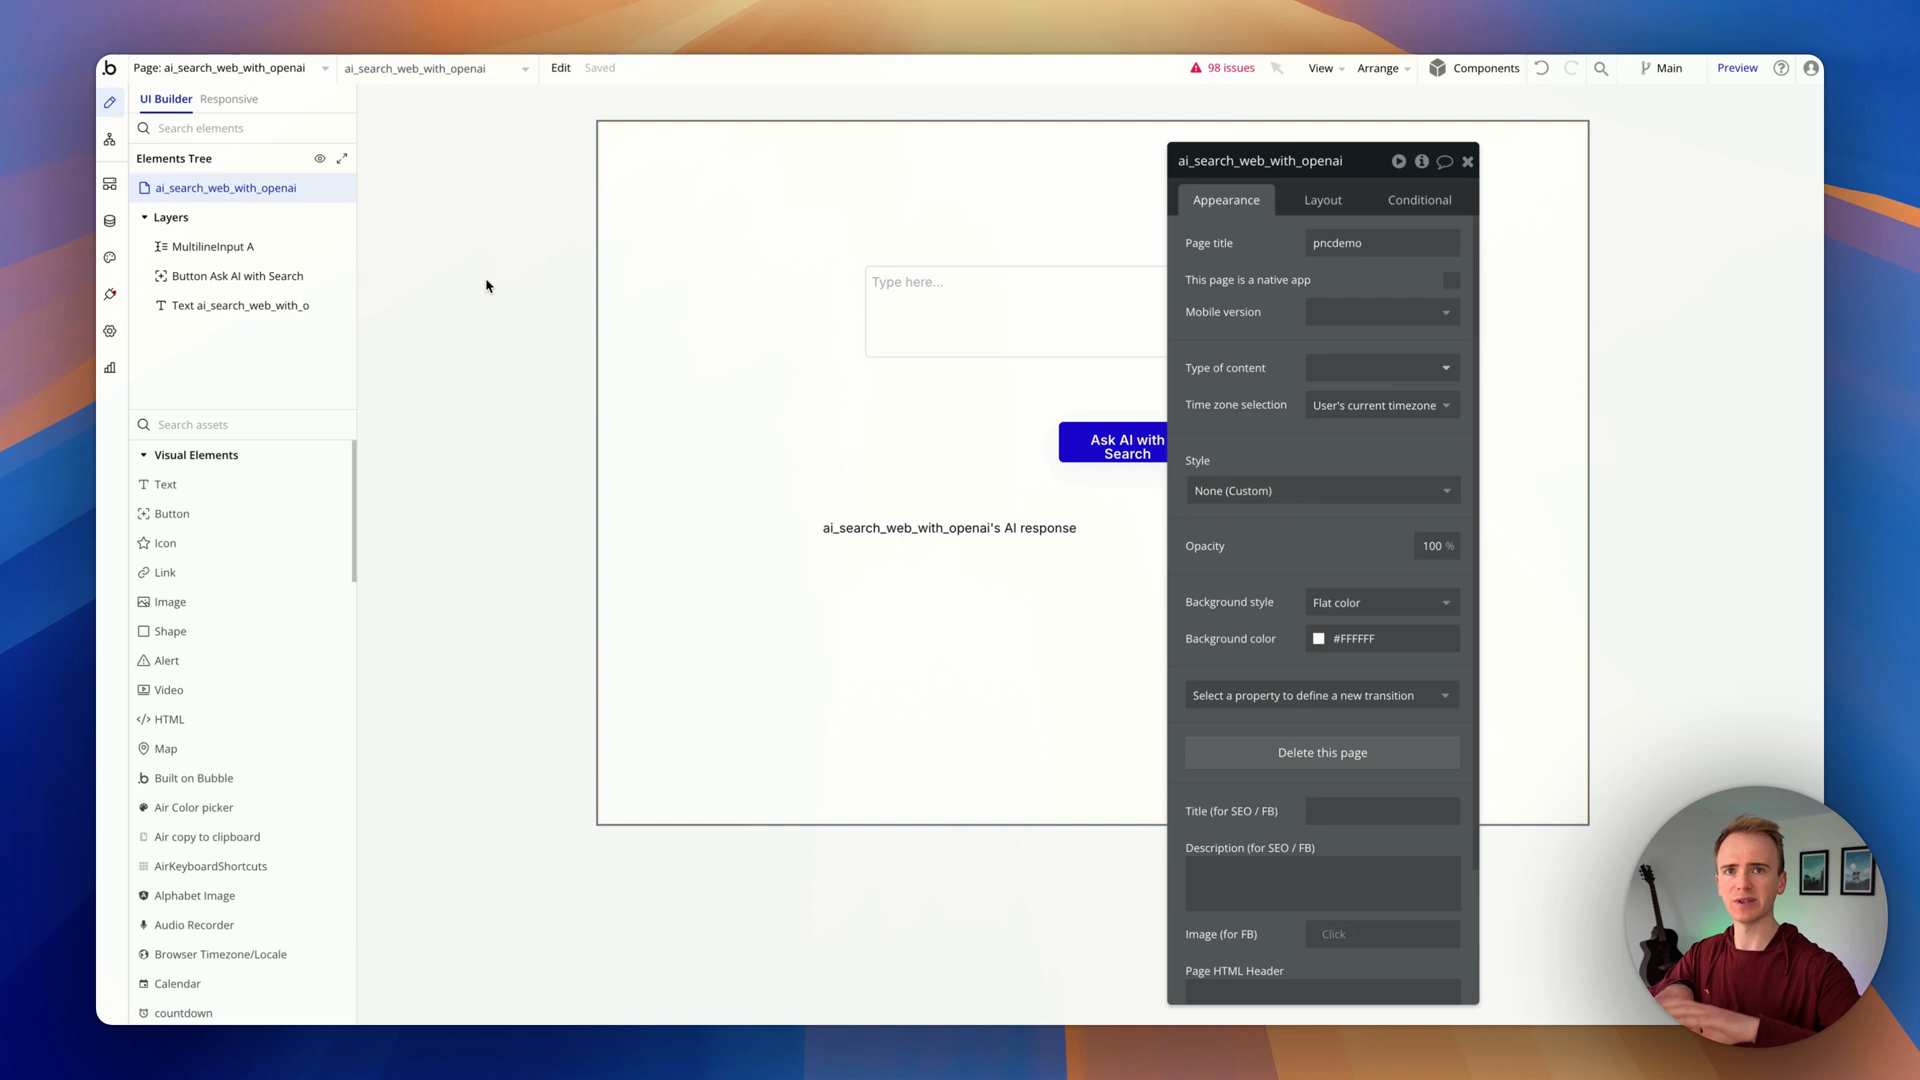 .b Page: ai_search_web_with_openai ai_search_web_with_openai Edit Saved 98 issues View Arrange Components Main Preview
UI Builder Responsive
Search elements
Elements Tree
ai_search_web_with_openai
Layers
MultilineInput A
Button Ask AI with Search
Text ai_search_web_with_o
Search assets
Visual Elements
Text
Button
Icon
Link
Image
Shape
Alert
Video
HTML
Map
Built on Bubble
Air Color picker
Air copy to clipboard
AirKeyboardShortcuts
Alphabet Image
Audio Recorder
Browser Timezone/Locale
Calendar
countdown
Type here...
Ask AI with
Search
ai_search_web_with_openai's AI response
ai_search_web_with_openai
Appearance Layout Conditional
Page title pncdemo
This page is a native app
Mobile version
Type of content
Time zone selection User's current timezone
Style
None (Custom)
Opacity 100 %
Background style Flat color
Background color #FFFFFF
Select a property to define a new transition
Delete this page
Title (for SEO / FB)
Description (for SEO / FB)
Image (for FB) Click
Page HTML Header